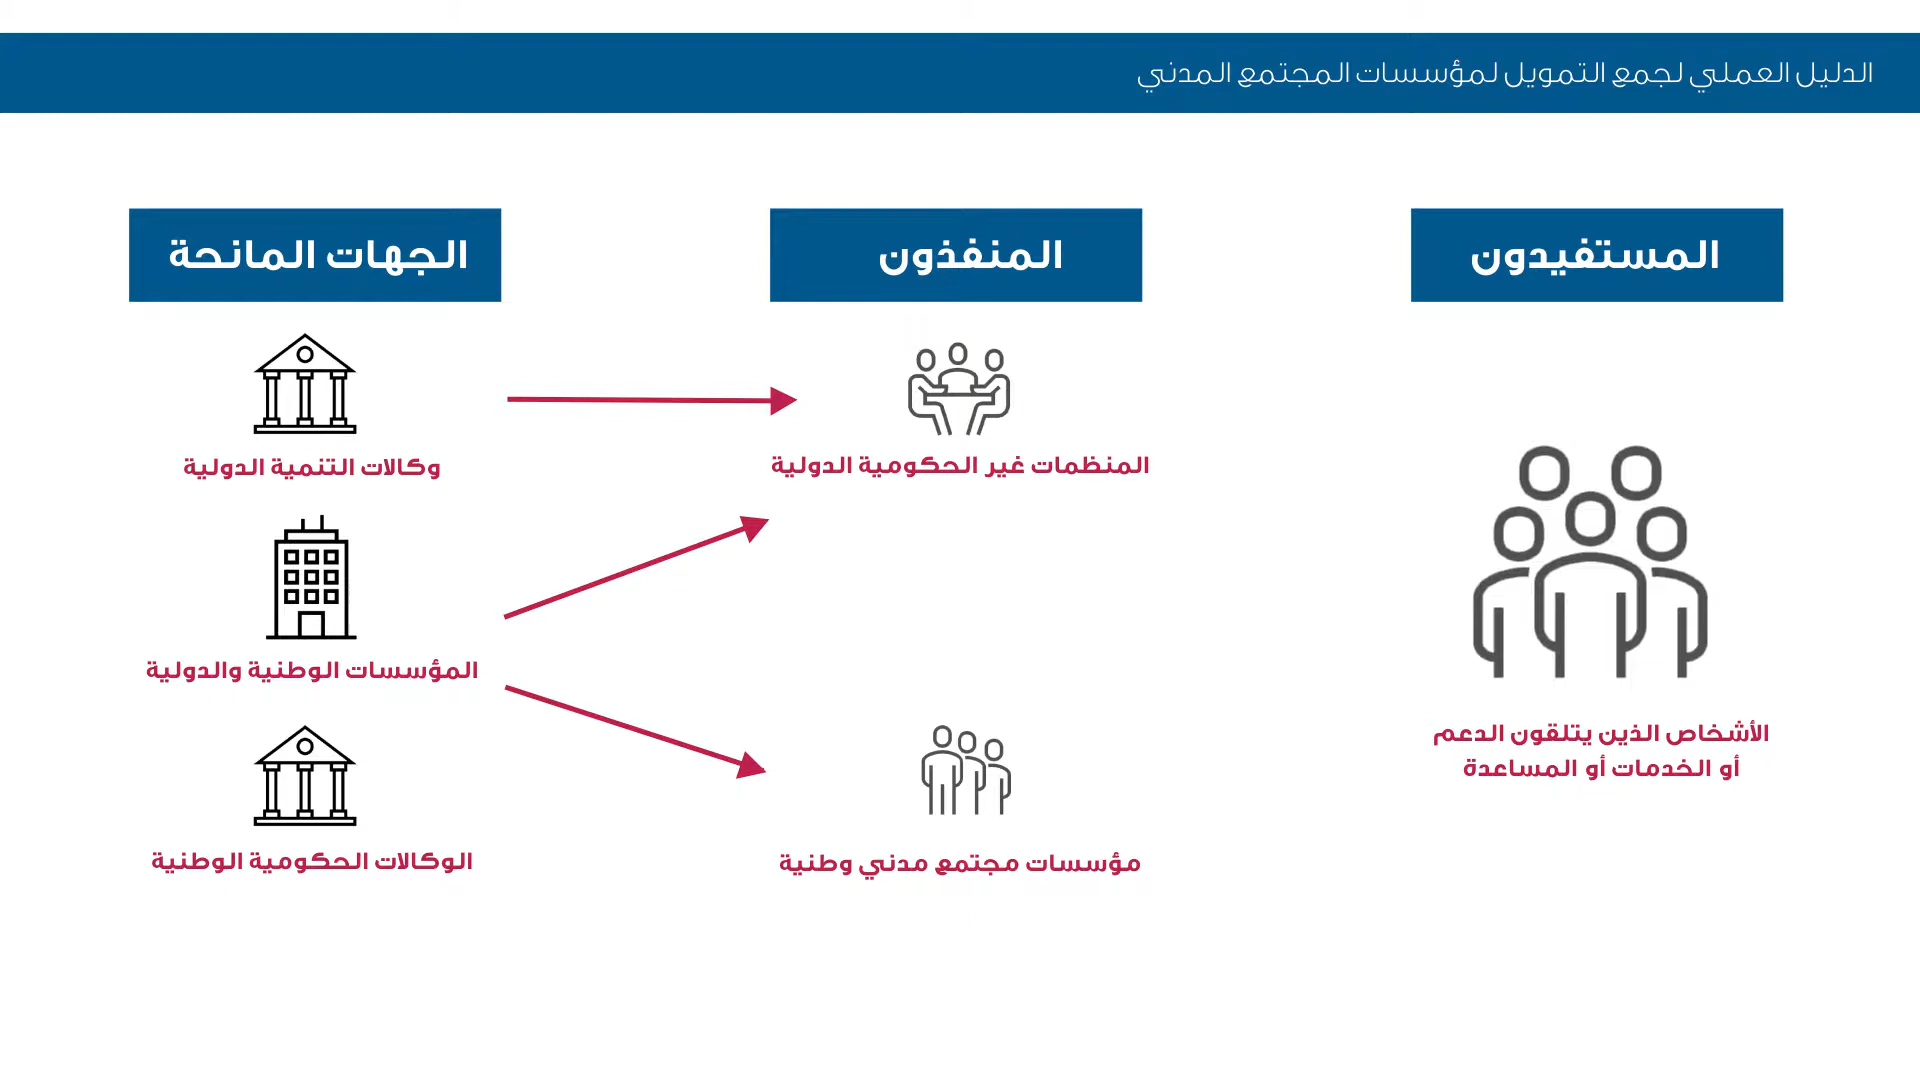 الدليل العملي لجمع التمويل لمؤسسات المجتمع المدني
المستفيدون
المنفذون
الجهات المانحة
الأشخاص الذين يتلقون الدعم
أو الخدمات أو المساعدة
المنظمات غير الحكومية الدولية
مؤسسات مجتمع مدني وطنية
وكالات التنمية الدولية
المؤسسات الوطنية والدولية
الوكالات الحكومية الوطنية